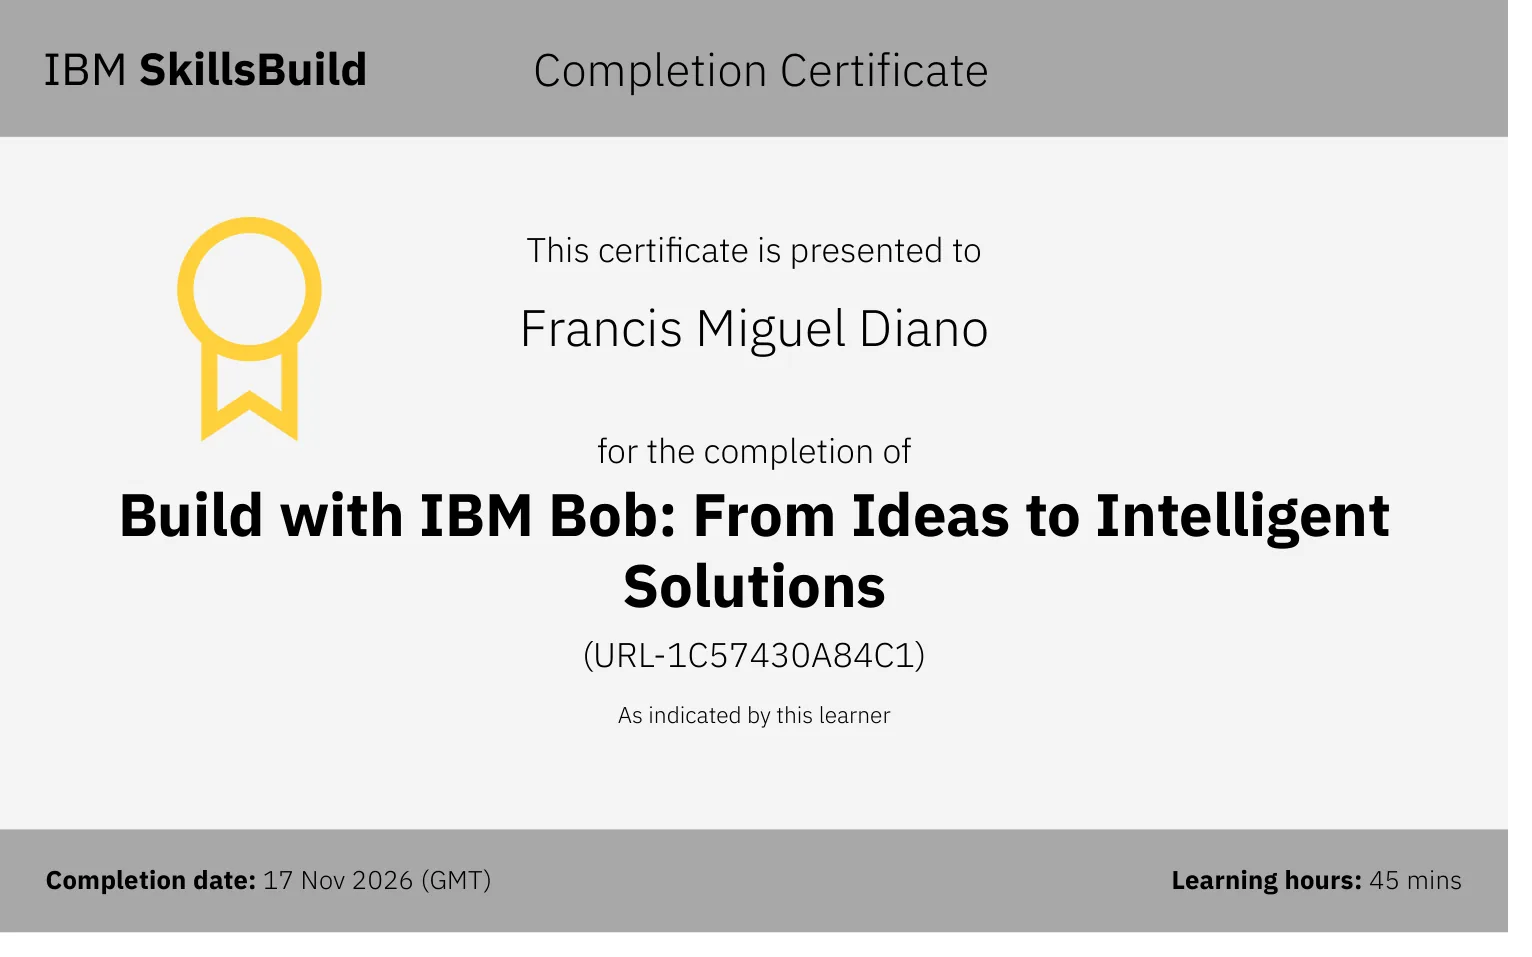 IBM SkillsBuild
Completion Certificate
This certificate is presented to
Francis Miguel Diano
for the completion of
Build with IBM Bob: From Ideas to Intelligent
Solutions
(URL-1C57430A84C1)
As indicated by this learner
Completion date: 17 Nov 2026 (GMT)
Learning hours: 45 mins